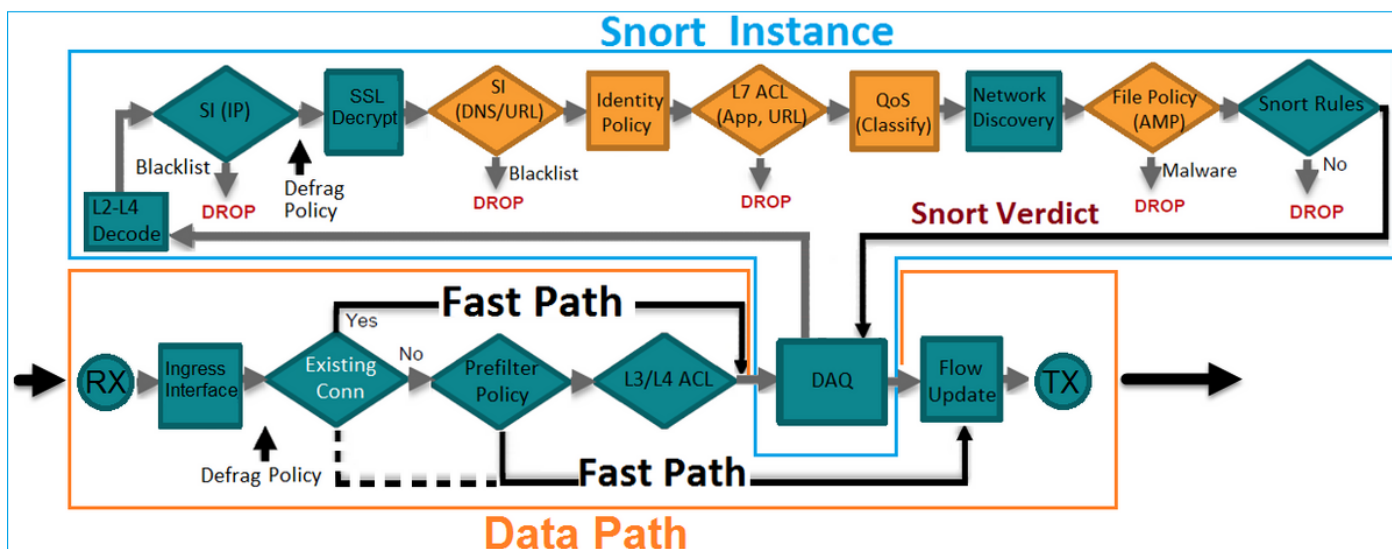 Snort Instance
SI (IP)
SSL
Decrypt
SI
(DNS/URL)
Identity
Policy
L7 ACL
(App, URL)
QoS
(Classify)
Network
Discovery
File Policy
(AMP)
Snort Rules
Blacklist
DROP
Defrag
Policy
Blacklist
DROP
DROP
Malware
DROP
No
DROP
L2-L4
Decode
Snort Verdict
Fast Path
Yes
RX
Ingress
Interface
Existing
Conn
No
Prefilter
Policy
L3/L4 ACL
DAQ
Flow
Update
TX
Defrag Policy
Fast Path
Data Path